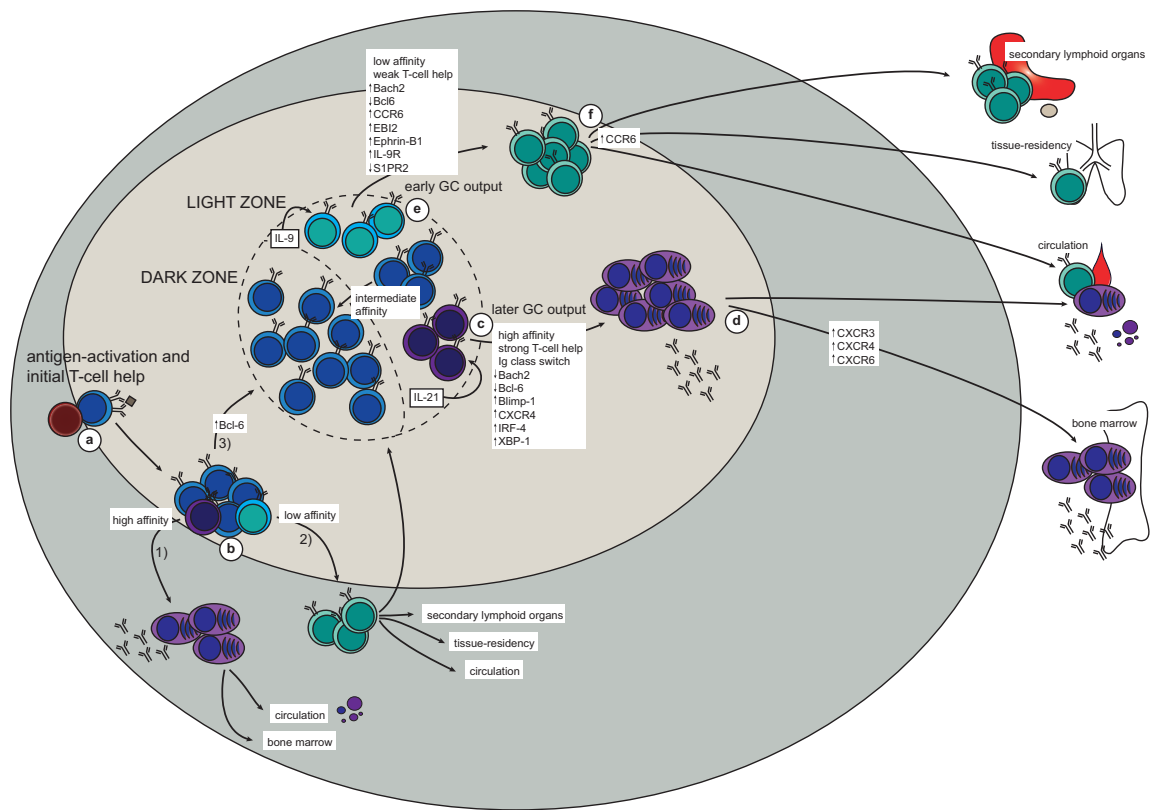 low affinity
weak T-cell help
↑Bach2
↓Bcl6
↑CCR6
↑EBI2
↑Ephrin-B1
↑IL-9R
↓S1PR2
f
↑CCR6
secondary lymphoid organs
tissue-residency
circulation
early GC output
e
LIGHT ZONE
IL-9
DARK ZONE
intermediate
affinity
later GC output
c
high affinity
strong T-cell help
Ig class switch
↓Bach2
↓Bcl-6
↑Blimp-1
↑CXCR4
↑IRF-4
↑XBP-1
IL-21
d
↑CXCR3
↑CXCR4
↑CXCR6
bone marrow
antigen-activation and
initial T-cell help
a
↑Bcl-6
3)
high affinity
1)
b
low affinity
2)
secondary lymphoid organs
tissue-residency
circulation
circulation
bone marrow